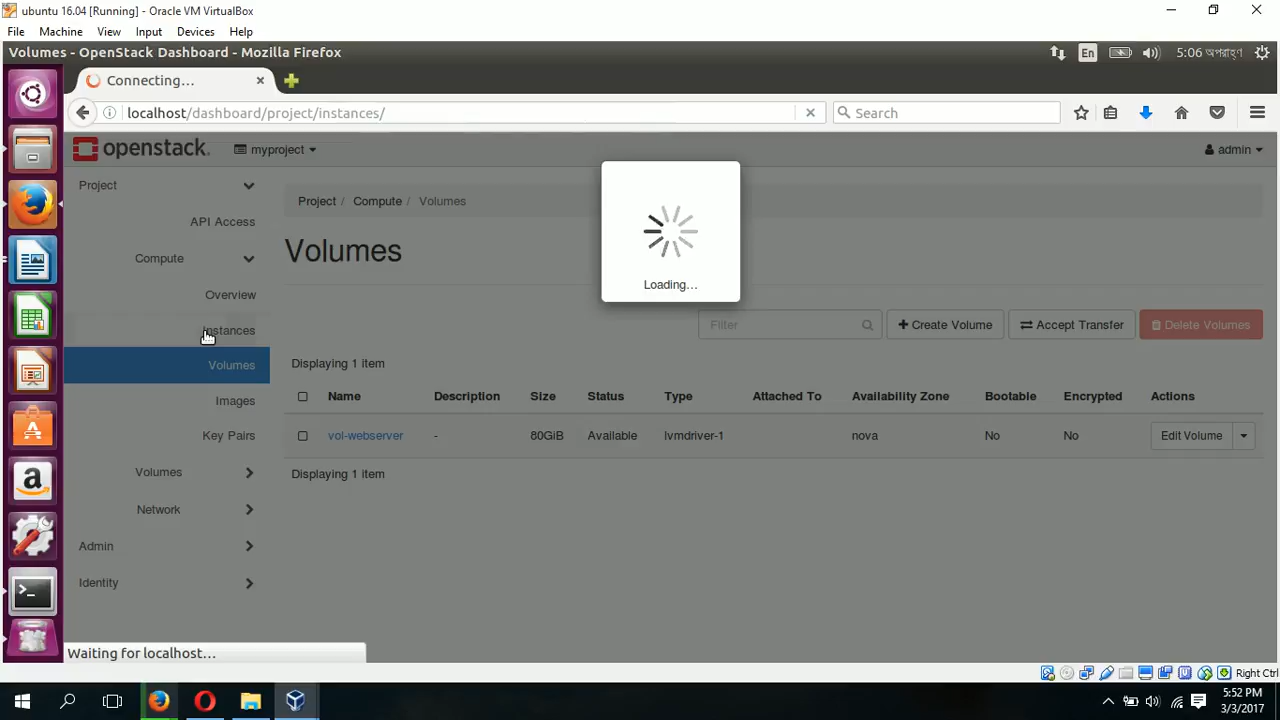 ubuntu 16.04 [Running] - Oracle VM VirtualBox
File Machine View Input Devices Help
Volumes - OpenStack Dashboard - Mozilla Firefox
En
5:06 অপরাহ্ণ
Connecting...
localhost/dashboard/project/instances/
Search
openstack.
myproject
admin
Project
API Access
Compute
Overview
Instances
Volumes
Images
Key Pairs
Volumes
Network
Admin
Identity
Project / Compute / Volumes
Volumes
Loading...
Filter
Create Volume
Accept Transfer
Delete Volumes
Displaying 1 item
Name Description Size Status Type Attached To Availability Zone Bootable Encrypted Actions
vol-webserver - 80GiB Available lvmdriver-1 nova No No Edit Volume
Displaying 1 item
Waiting for localhost...
Right Ctrl
5:52 PM
3/3/2017